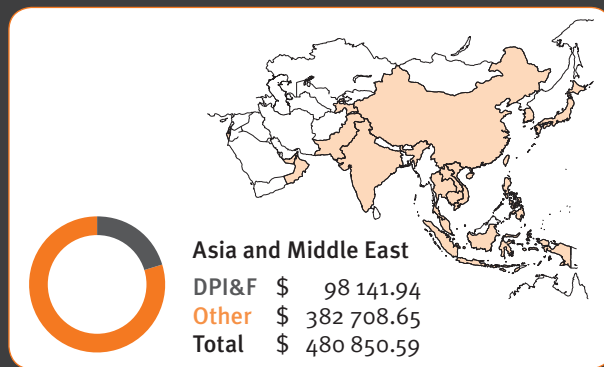 Asia and Middle East
DPI&F $ 98 141.94
Other $ 382 708.65
Total $ 480 850.59